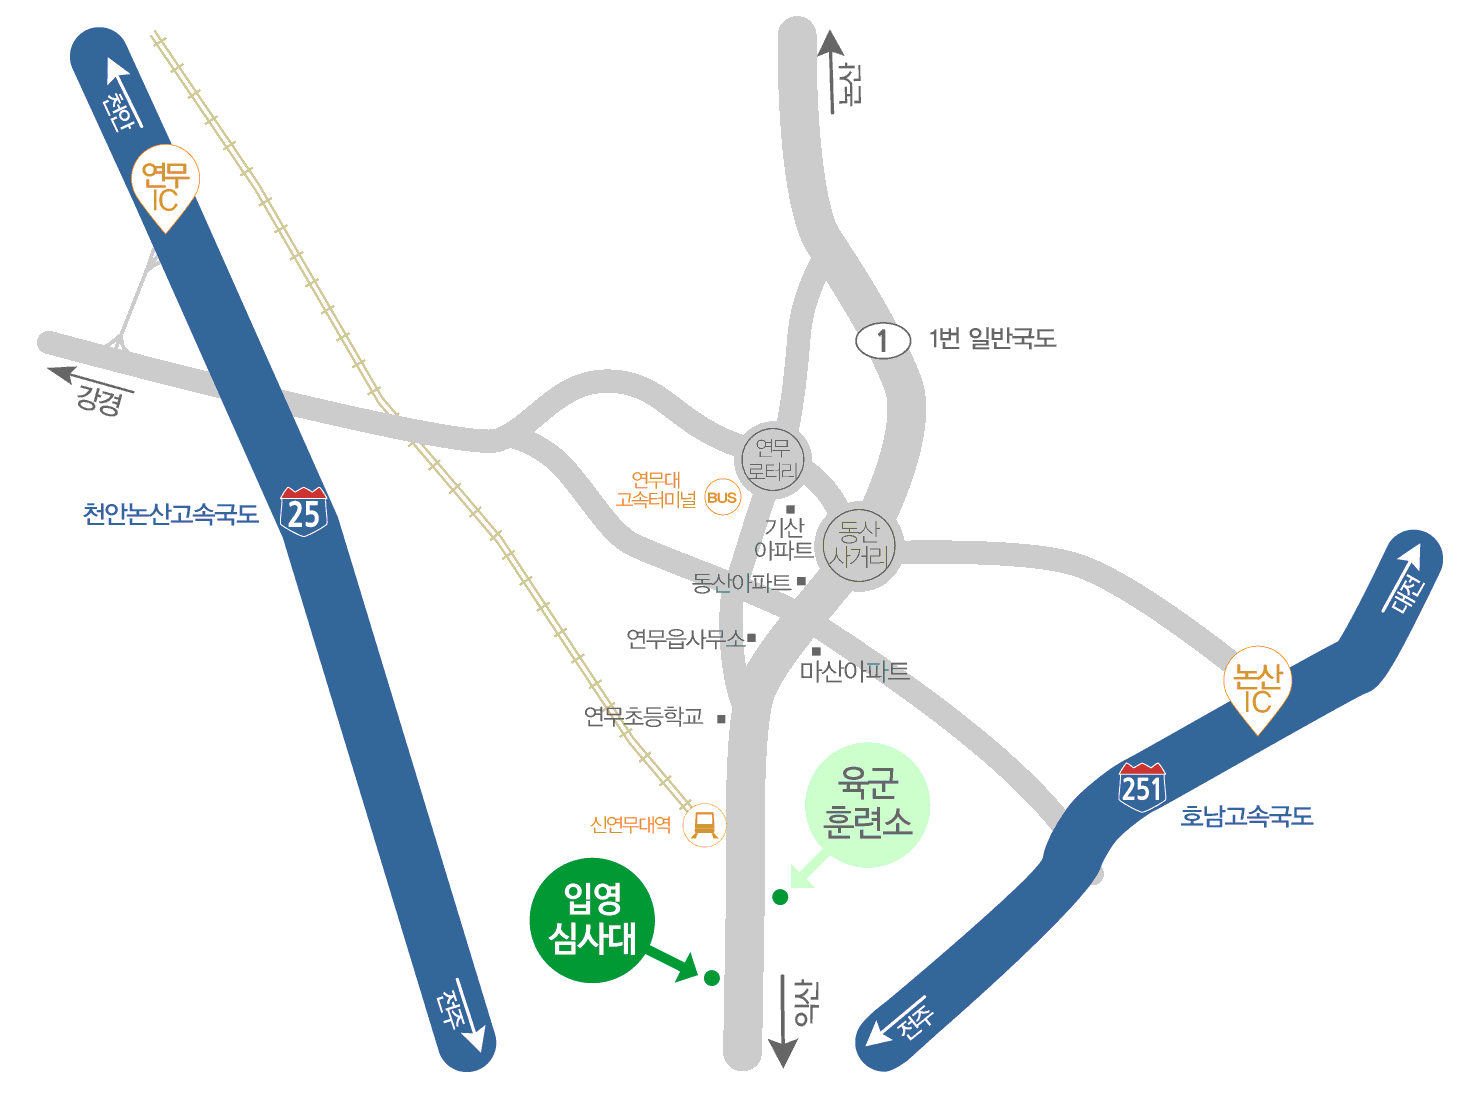 논산
천안
연무
IC
1
1번 일반국도
강경
연무
로터리
연무대
고속터미널
BUS
기산
아파트
동산
사거리
천안논산고속국도
25
동산아파트
대전
연무읍사무소
마산아파트
논산
IC
연무초등학교
육군
훈련소
251
호남고속국도
신연무대역
입영
심사대
전주
익산
전주